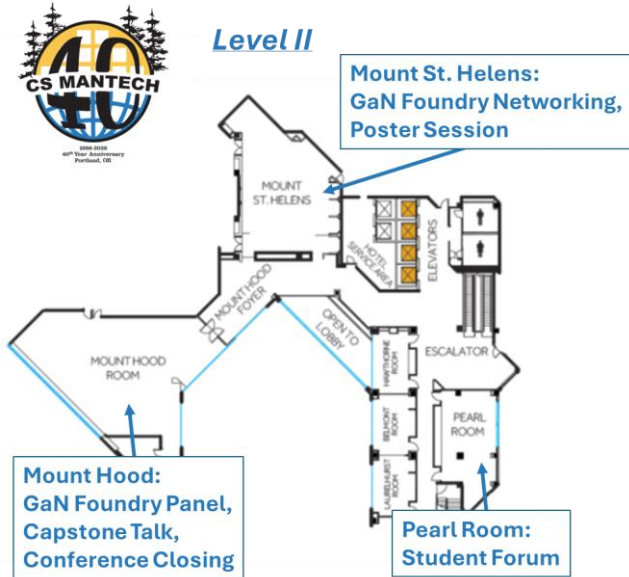 Level II
40
CS MANTECH
1986-2026
40th Year Anniversary
Portland, OR
Mount St. Helens:
GaN Foundry Networking,
Poster Session
MOUNT
ST. HELENS
HOTEL
SERVICE AREA
ELEVATORS
MOUNT HOOD
FOYER
OPEN TO
LOBBY
ESCALATOR
HAWTHORNE
ROOM
MOUNT HOOD
ROOM
BELMONT
ROOM
PEARL
ROOM
LAURELHURST
ROOM
Mount Hood:
GaN Foundry Panel,
Capstone Talk,
Conference Closing
Pearl Room:
Student Forum